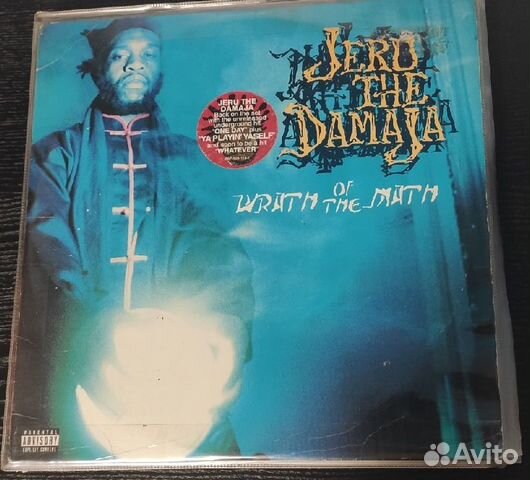 JERU
THE
DAMAJA
WRATH OF THE MATH
JERU THE
DAMAJA
Back on the set
with the unreleased
underground hit
"ONE DAY" plus
"YA PLAYIN' YASELF"
and soon to be a hit
"WHATEVER"
PARENTAL
ADVISORY
EXPLICIT CONTENT
Avito